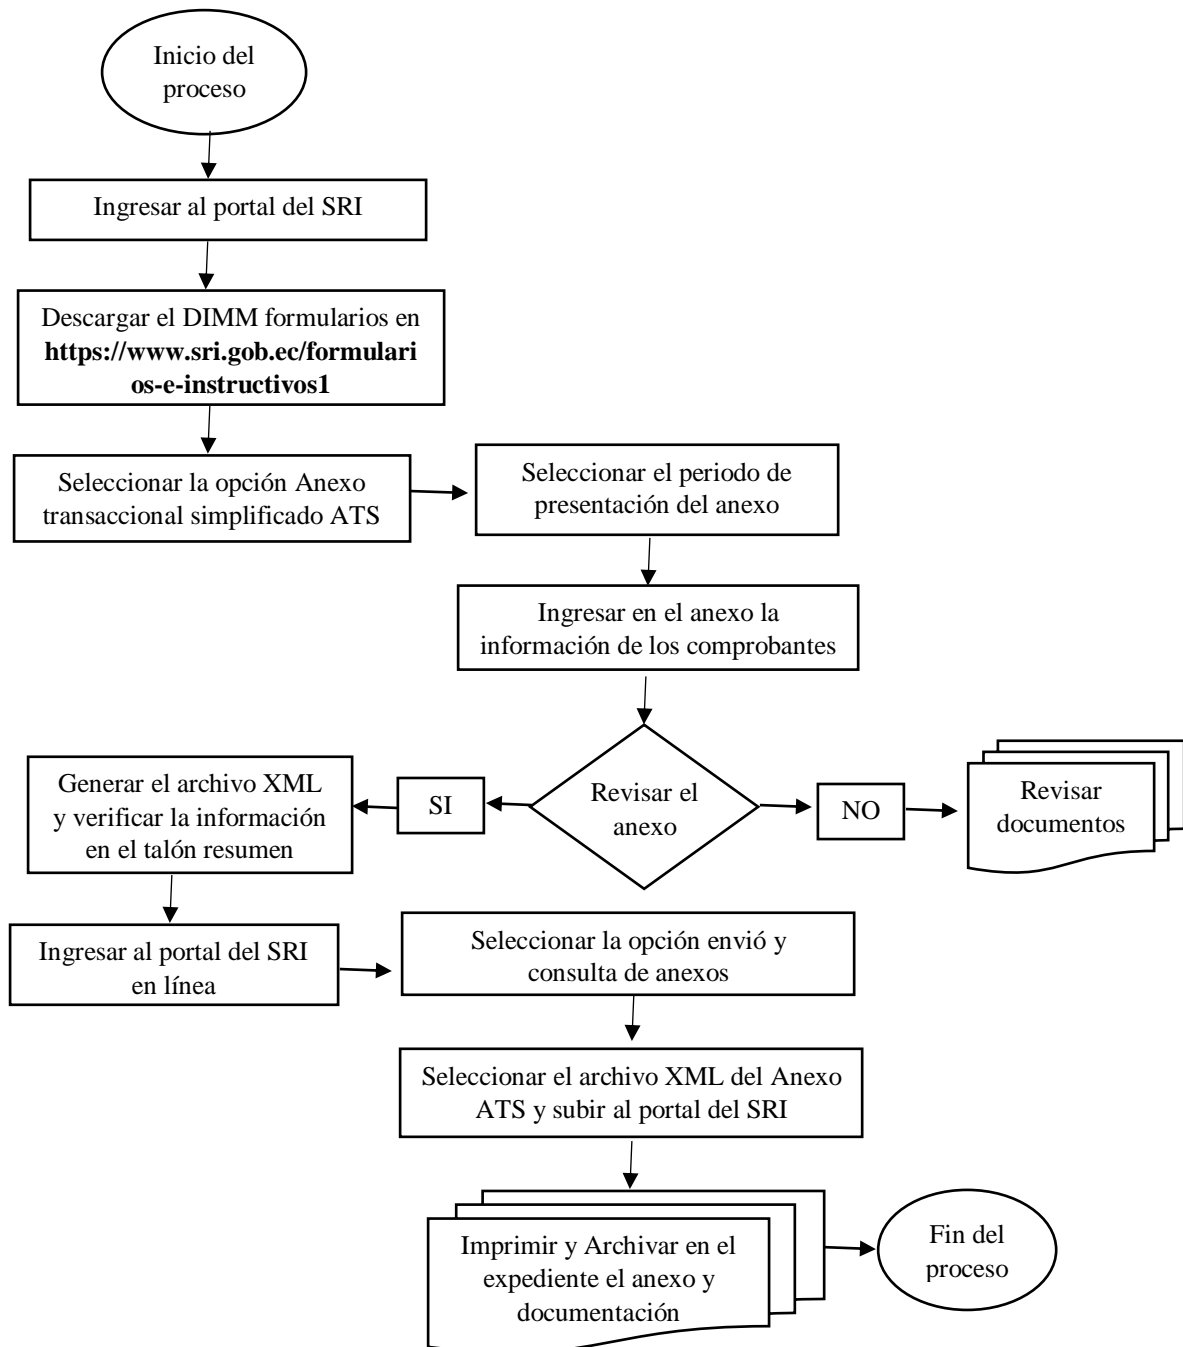 Inicio del
proceso
Ingresar al portal del SRI
Descargar el DIMM formularios en
https://www.sri.gob.ec/formulari
os-e-instructivos1
Seleccionar la opción Anexo
transaccional simplificado ATS
Seleccionar el periodo de
presentación del anexo
Ingresar en el anexo la
información de los comprobantes
Revisar el
anexo
SI
NO
Revisar
documentos
Generar el archivo XML
y verificar la información
en el talón resumen
Ingresar al portal del SRI
en línea
Seleccionar la opción envió y
consulta de anexos
Seleccionar el archivo XML del Anexo
ATS y subir al portal del SRI
Imprimir y Archivar en el
expediente el anexo y
documentación
Fin del
proceso